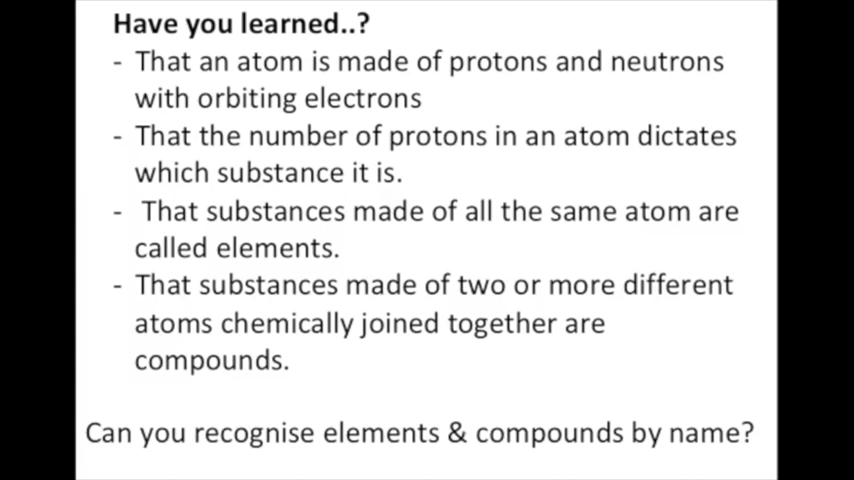 Have you learned..?
- That an atom is made of protons and neutrons
with orbiting electrons
- That the number of protons in an atom dictates
which substance it is.
- That substances made of all the same atom are
called elements.
- That substances made of two or more different
atoms chemically joined together are
compounds.
Can you recognise elements & compounds by name?